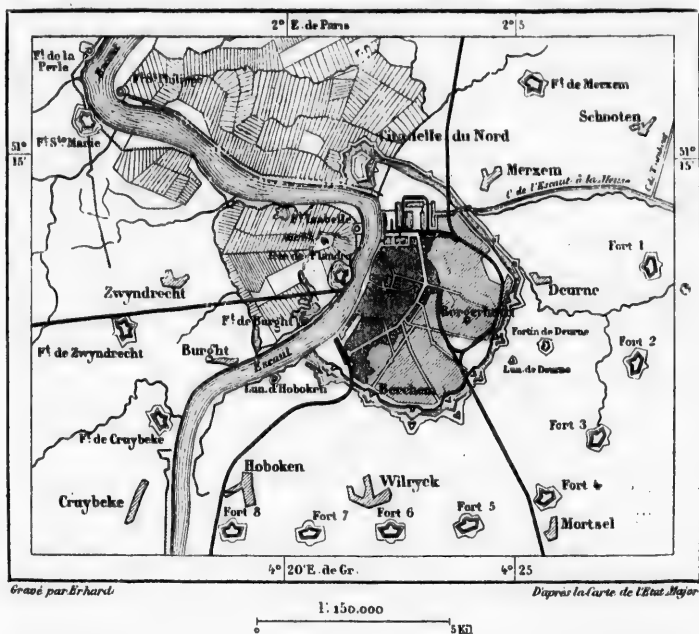 2° E. de Paris 2° 5
Ft. de la
Perle
Escaut
Ft. St. Philippe
Ft. Ste. Marie
Ft. de Merxem
Schooten
Citadelle du Nord
51°
15'
51°
15'
Merxem
C. de l'Escaut à la Meuse
Ft. Isabelle
Tête de Flandre
Fort 1
Zwyndrecht
Deurne
Borgerhout
Ft. de Burght
Fortin de Deurne
Ft. de Zwyndrecht
Burght
Escaut
Fort 2
Lun. de Deurne
Lun. d'Hoboken
Berchem
Ft. de Cruybeke
Fort 3
Hoboken
Wilryck
Cruybeke
Fort 4
Fort 8
Fort 7
Fort 6
Fort 5
Mortsel
4° 20' E. de Gr. 4° 25
Gravé par Erhard
D'après la Carte de l'Etat Major
1: 150.000
0 5 Kil